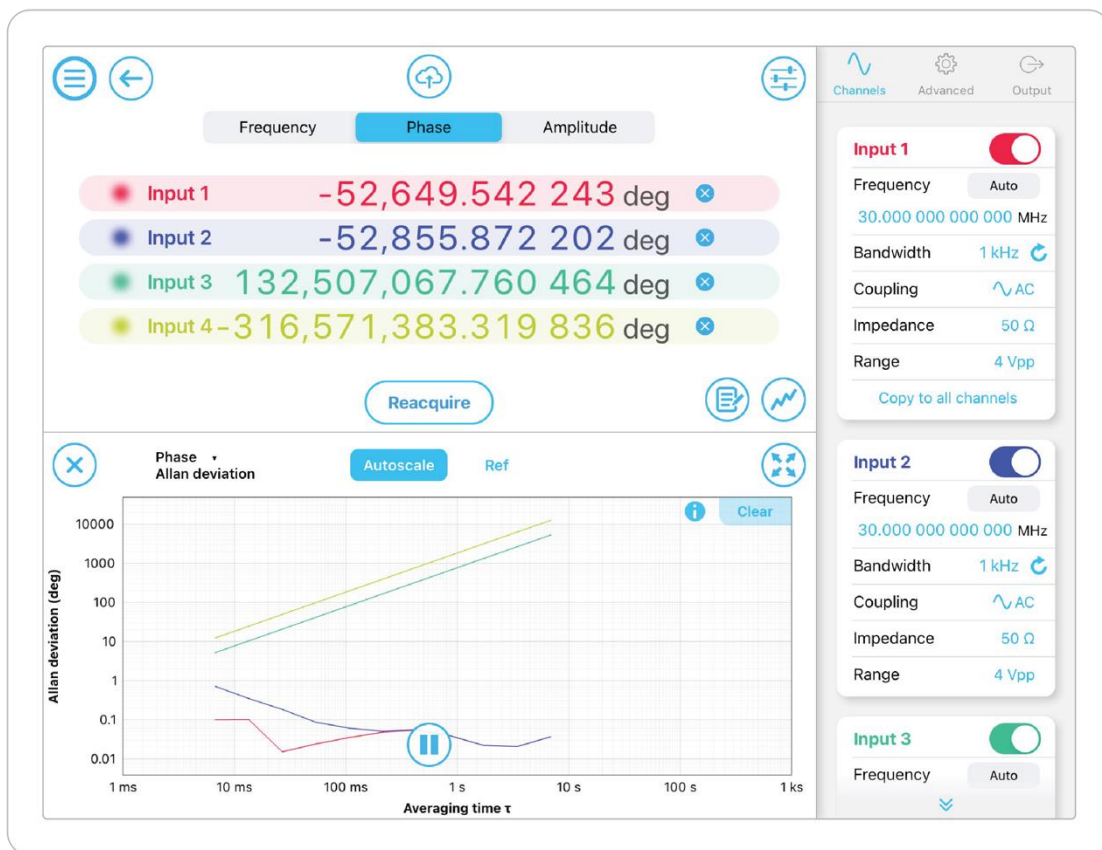 Frequency Phase Amplitude
Input 1 -52,649.542 243 deg
Input 2 -52,855.872 202 deg
Input 3 132,507,067.760 464 deg
Input 4 -316,571,383.319 836 deg
Reacquire
Phase
Allan deviation
Autoscale Ref
Clear
Allan deviation (deg)
10000
1000
100
10
1
0.1
0.01
1 ms 10 ms 100 ms 1 s 10 s 100 s 1 ks
Averaging time τ
Channels Advanced Output
Input 1
Frequency Auto
30.000 000 000 000 MHz
Bandwidth 1 kHz
Coupling AC
Impedance 50 Ω
Range 4 Vpp
Copy to all channels
Input 2
Frequency Auto
30.000 000 000 000 MHz
Bandwidth 1 kHz
Coupling AC
Impedance 50 Ω
Range 4 Vpp
Input 3
Frequency Auto